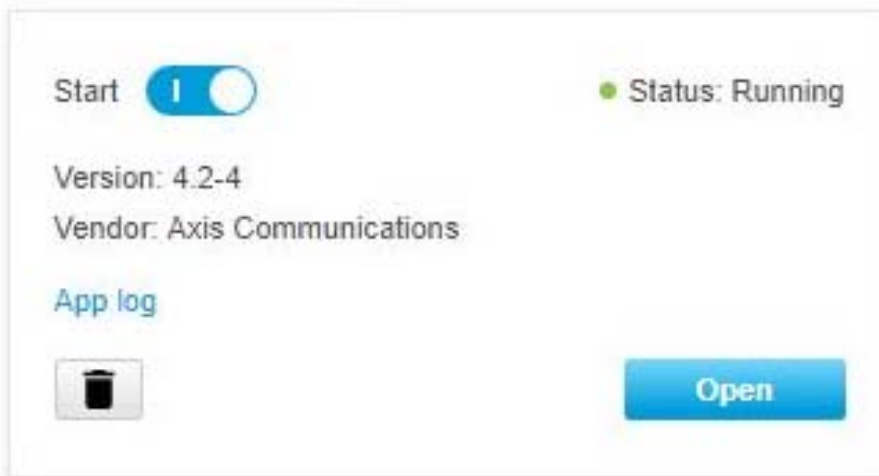 Start
Status: Running
Version: 4.2-4
Vendor: Axis Communications
App log
Open